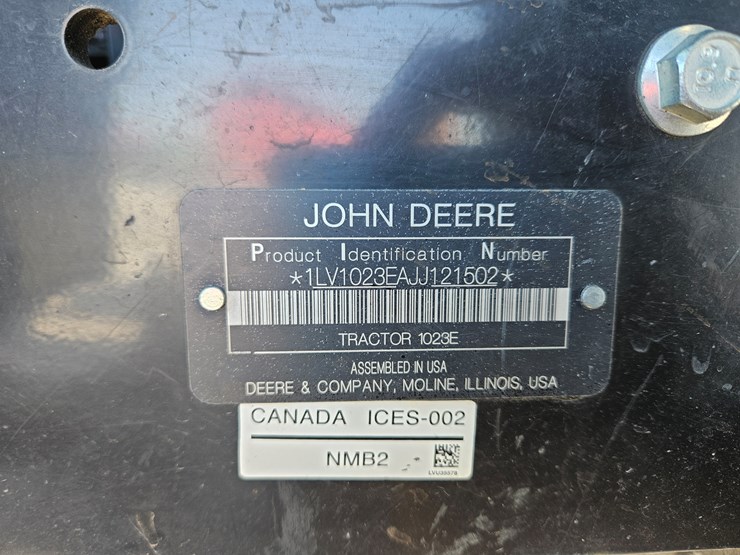 JOHN DEERE
Product Identification Number
*1LV1023EAJJ121502*
TRACTOR 1023E
ASSEMBLED IN USA
DEERE & COMPANY, MOLINE, ILLINOIS, USA
CANADA ICES-002
NMB2